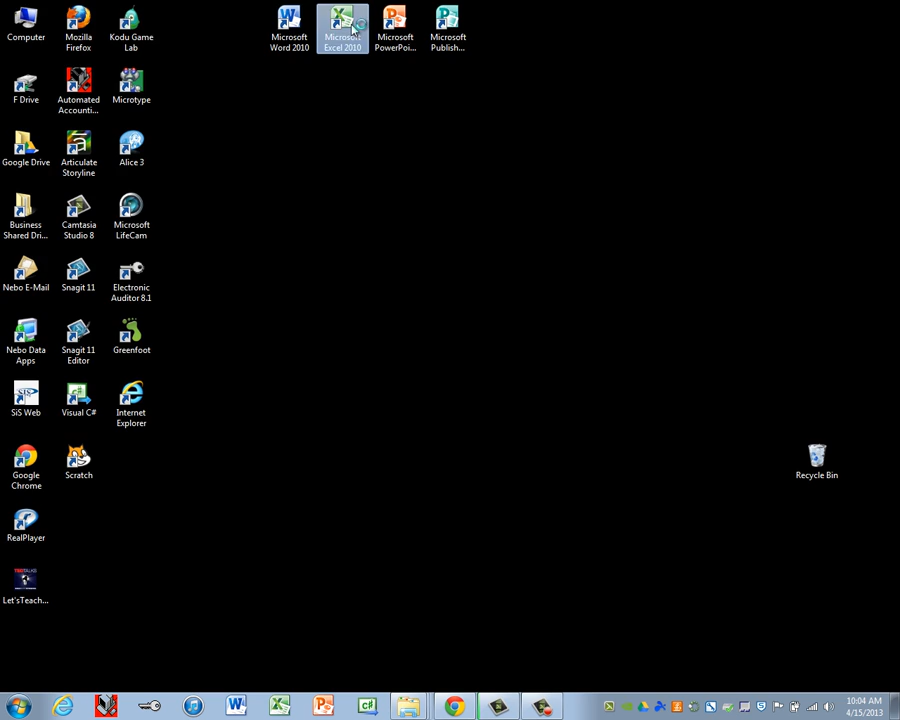 Computer
Mozilla
Firefox
Kodu Game
Lab
Microsoft
Word 2010
Microsoft
Excel 2010
Microsoft
PowerPoi...
Microsoft
Publish...
F Drive
Automated
Accounti...
Microtype
Google Drive
Articulate
Storyline
Alice 3
Business
Shared Dri...
Camtasia
Studio 8
Microsoft
LifeCam
Nebo E-Mail
Snagit 11
Electronic
Auditor 8.1
Nebo Data
Apps
Snagit 11
Editor
Greenfoot
SiS Web
Visual C#
Internet
Explorer
Google
Chrome
Scratch
Recycle Bin
RealPlayer
Let'sTeach...
10:04 AM
4/15/2013